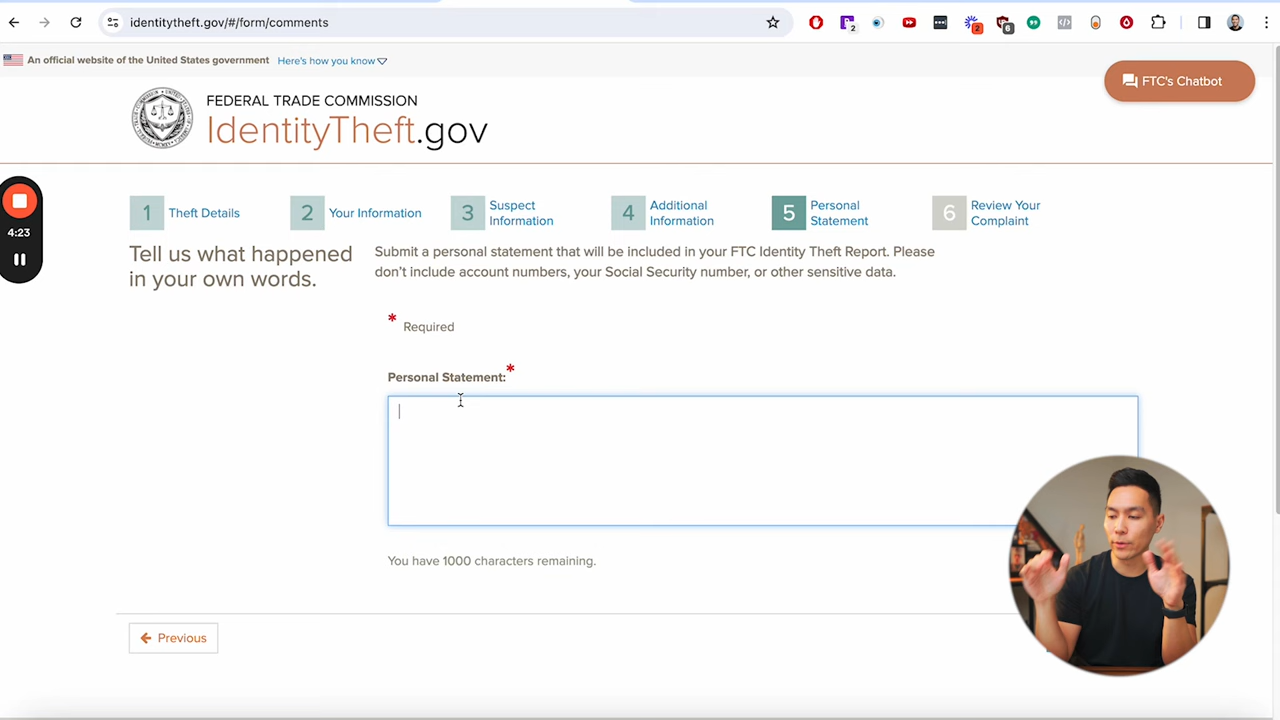 identitytheft.gov/#/form/comments
2
2
6
An official website of the United States government Here's how you know
FTC's Chatbot
FEDERAL TRADE COMMISSION
IdentityTheft.gov
1 Theft Details
2 Your Information
3 Suspect
Information
4 Additional
Information
5 Personal
Statement
6 Review Your
Complaint
4:23
Tell us what happened
in your own words.
Submit a personal statement that will be included in your FTC Identity Theft Report. Please
don't include account numbers, your Social Security number, or other sensitive data.
* Required
Personal Statement:*
You have 1000 characters remaining.
Previous